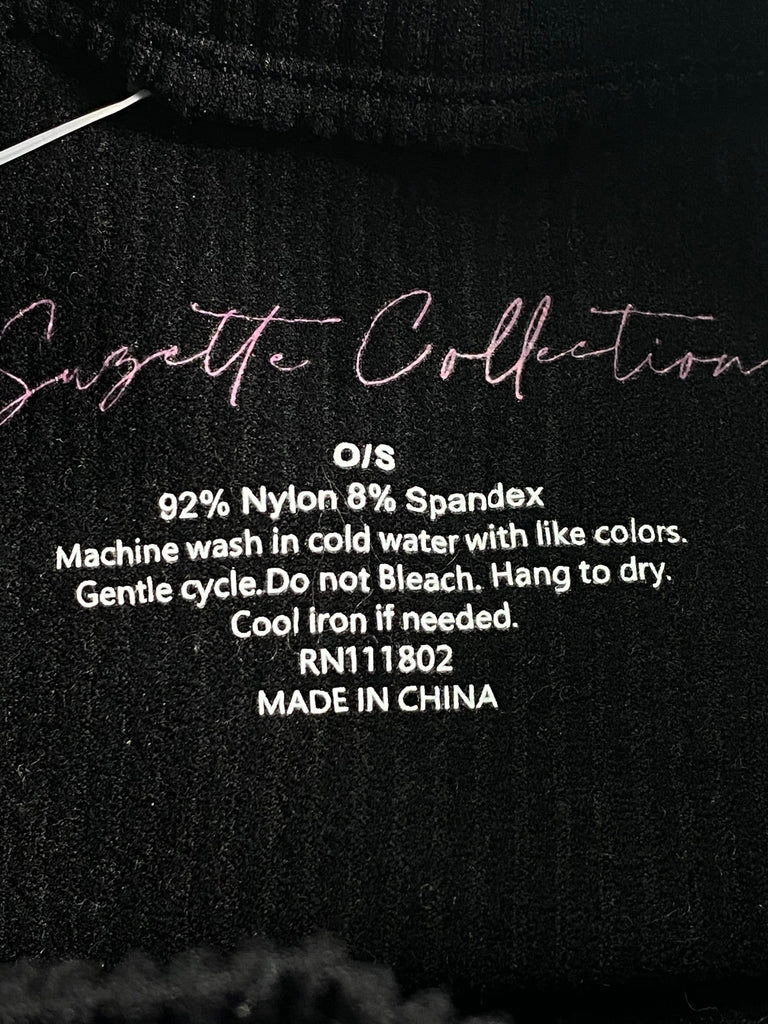 Suzette Collection
O/S
92% Nylon 8% Spandex
Machine wash in cold water with like colors.
Gentle cycle.Do not Bleach. Hang to dry.
Cool iron if needed.
RN111802
MADE IN CHINA